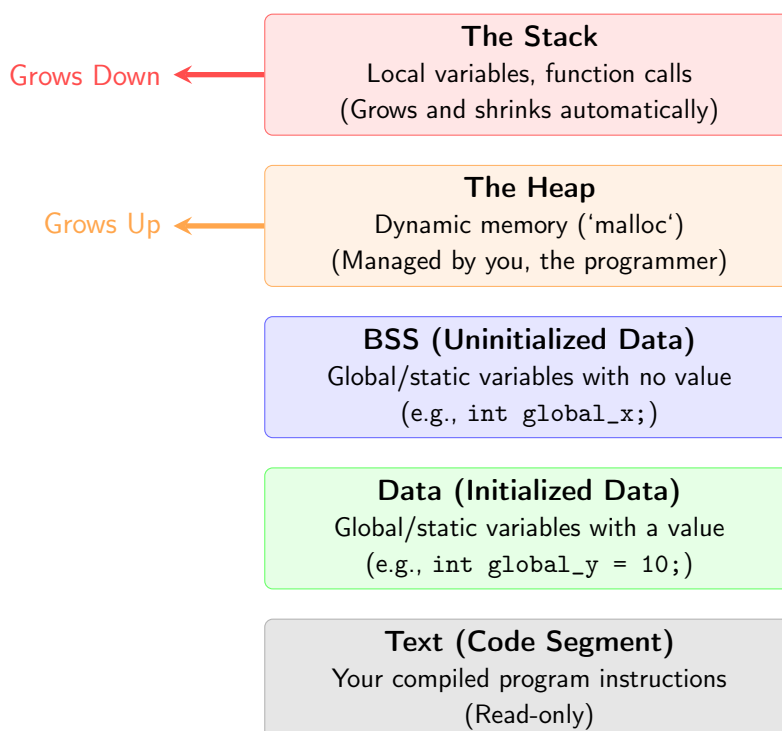 The Stack
Grows Down
Local variables, function calls
(Grows and shrinks automatically)
The Heap
Grows Up
Dynamic memory (‘malloc‘)
(Managed by you, the programmer)
BSS (Uninitialized Data)
Global/static variables with no value
(e.g., int global_x;)
Data (Initialized Data)
Global/static variables with a value
(e.g., int global_y = 10;)
Text (Code Segment)
Your compiled program instructions
(Read-only)